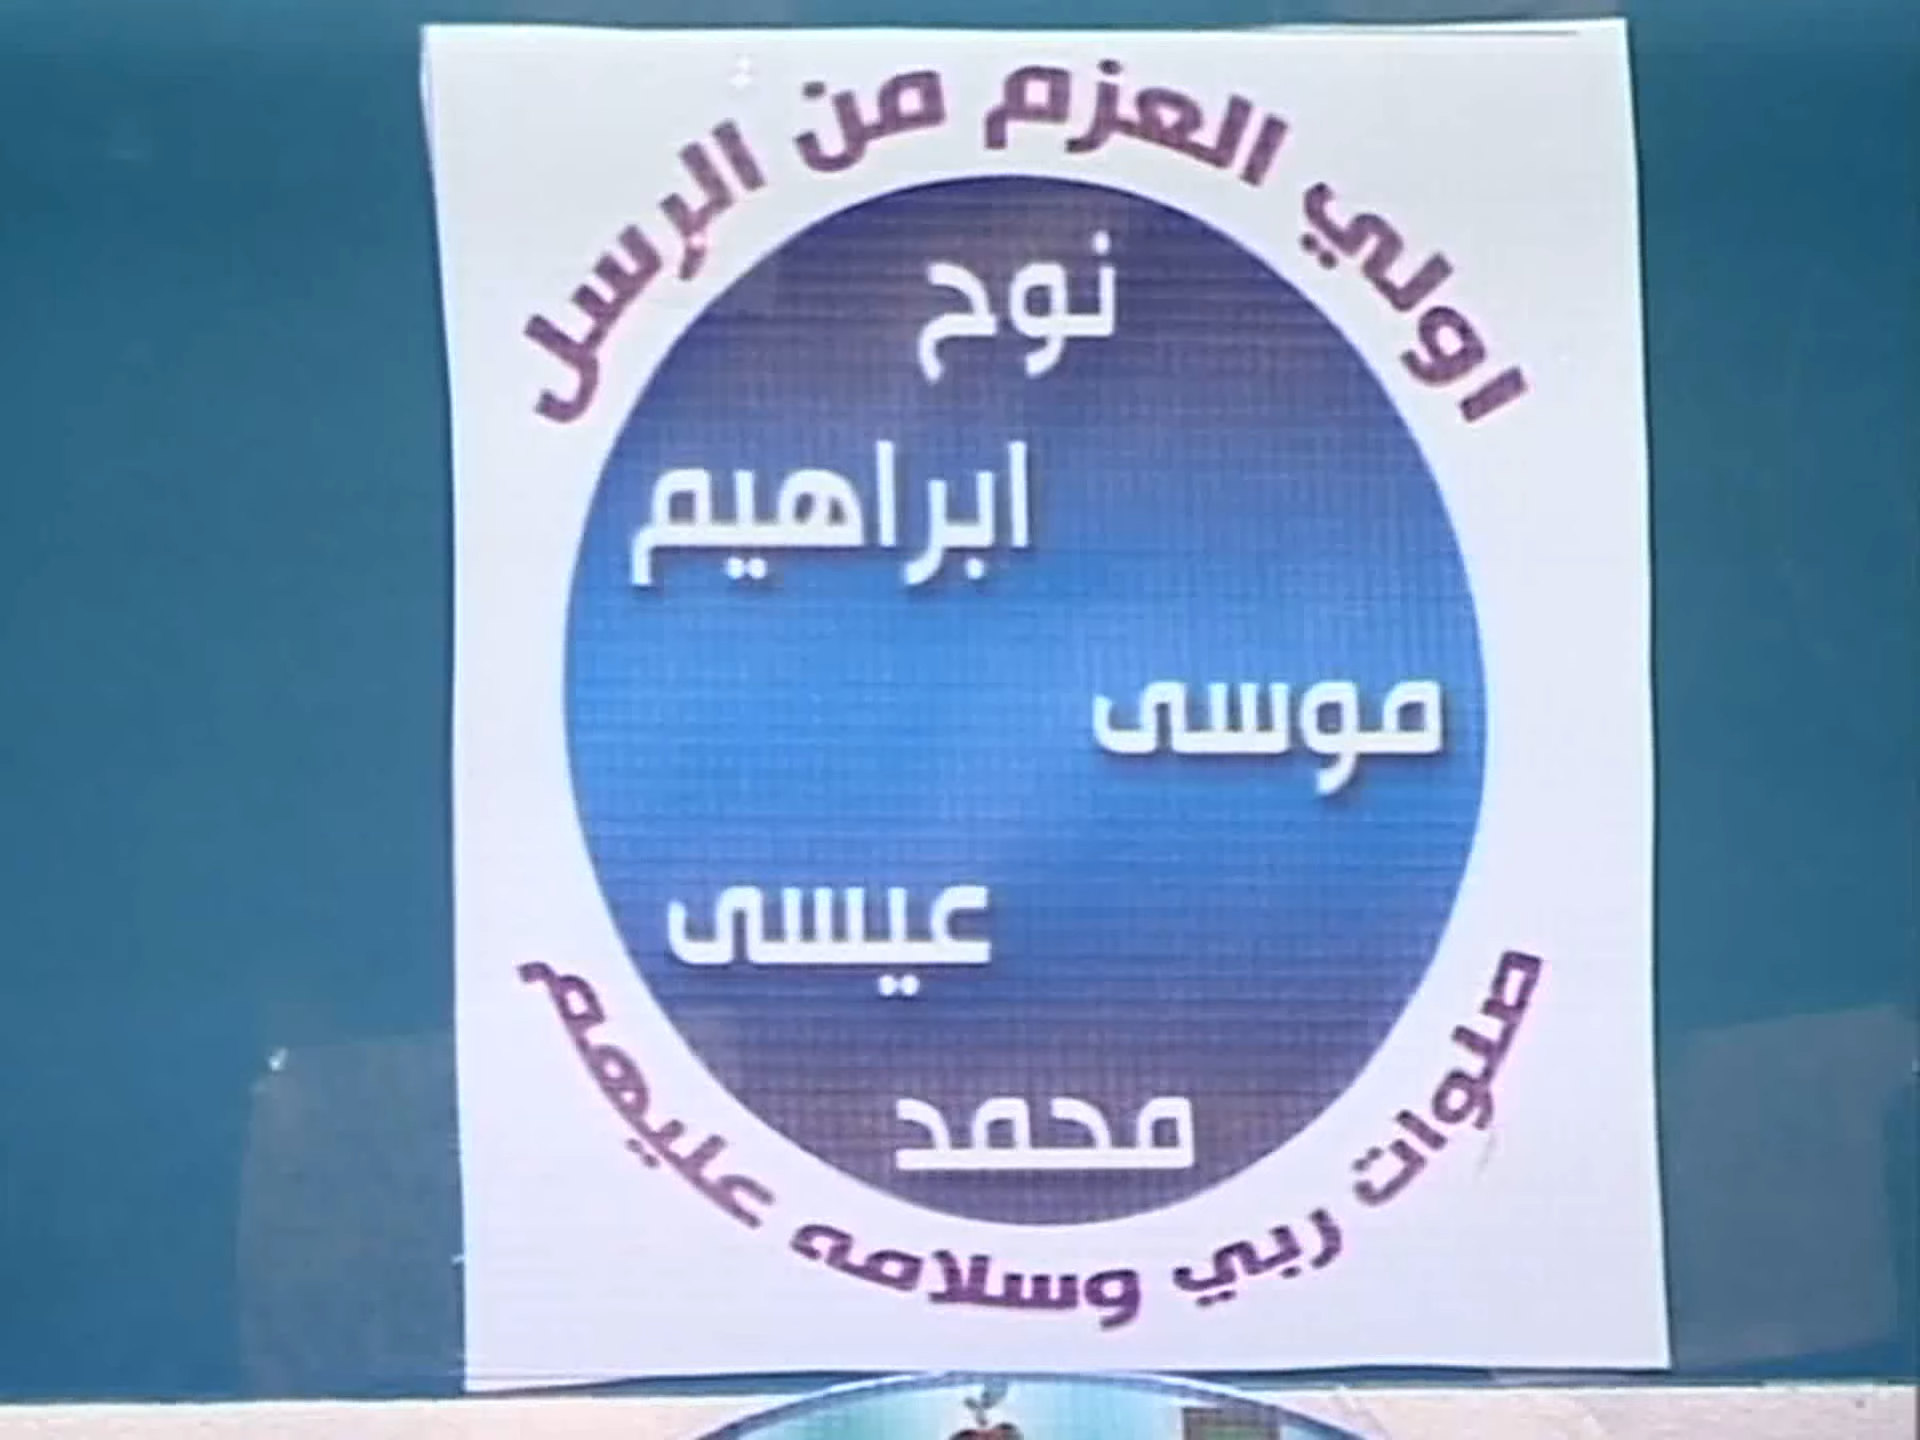 اولي العزم من الرسل
نوح
ابراهيم
موسى
عيسى
محمد
صلوات ربي وسلامه عليهم